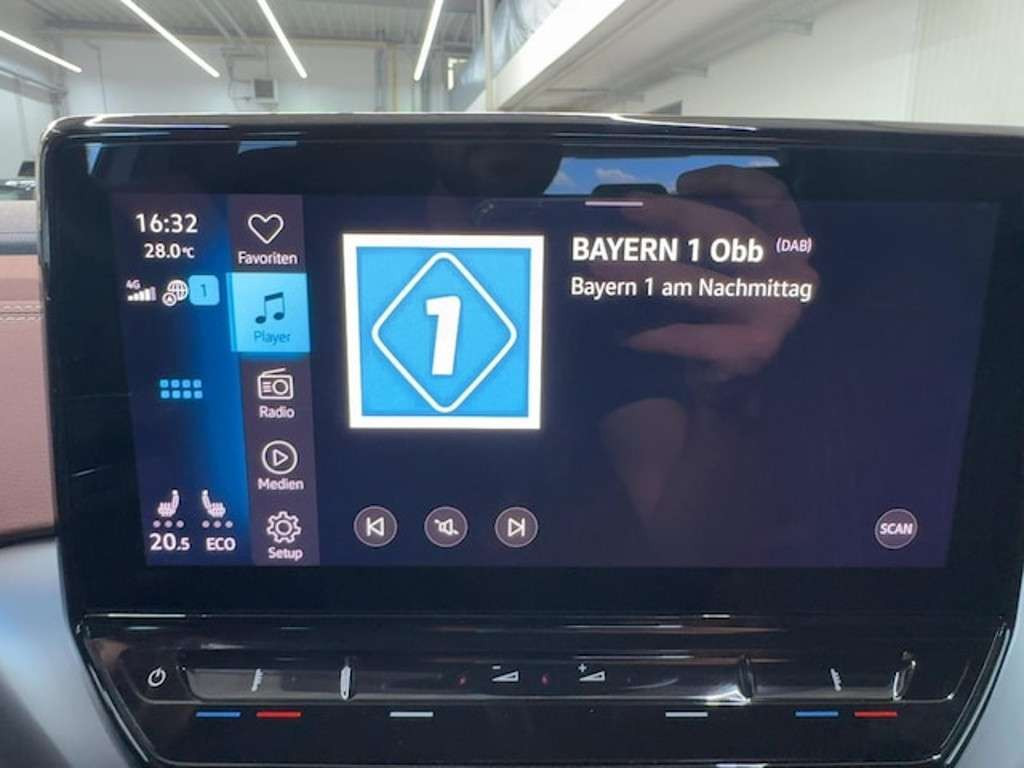 16:32
28.0°C
4G
1
Favoriten
Player
Radio
Medien
Setup
20.5
ECO
1
BAYERN 1 Obb (DAB)
Bayern 1 am Nachmittag
SCAN
- +